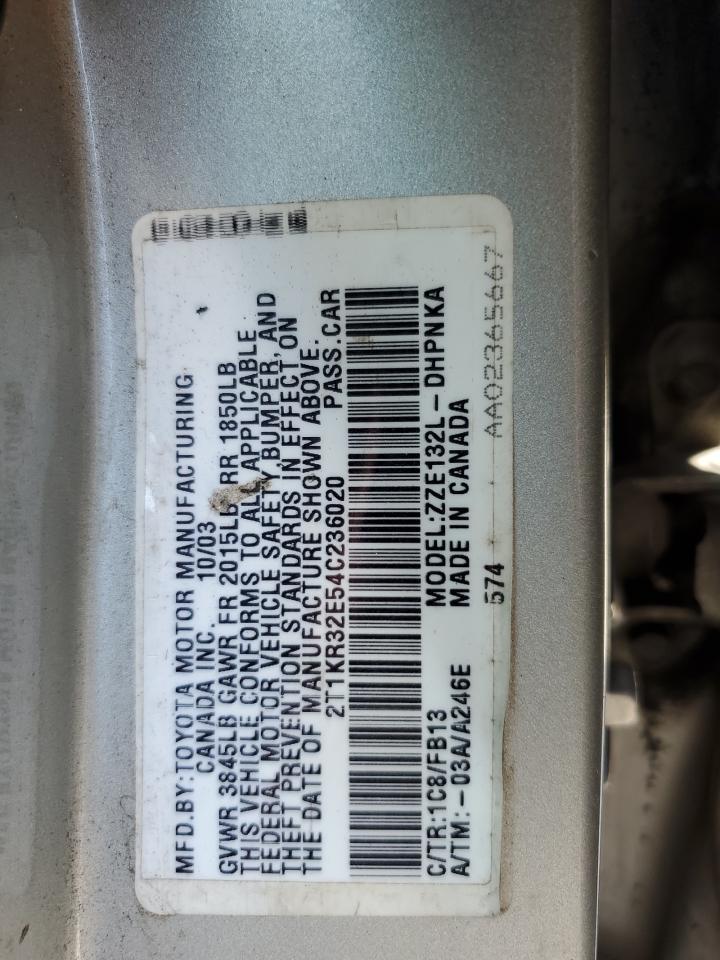 MFD.BY:TOYOTA MOTOR MANUFACTURING
CANADA INC. 10/03
GVWR 3845LB GAWR FR 2015LB RR 1850LB
THIS VEHICLE CONFORMS TO ALL APPLICABLE
FEDERAL MOTOR VEHICLE SAFETY BUMPER, AND
THEFT PREVENTION STANDARDS IN EFFECT ON
THE DATE OF MANUFACTURE SHOWN ABOVE.
2T1KR32E54C236020 PASS.CAR
C/TR:1C8/FB13 MODEL:ZZE132L-DHPNKA
A/TM:-03A/A246E MADE IN CANADA
574 AA02365667